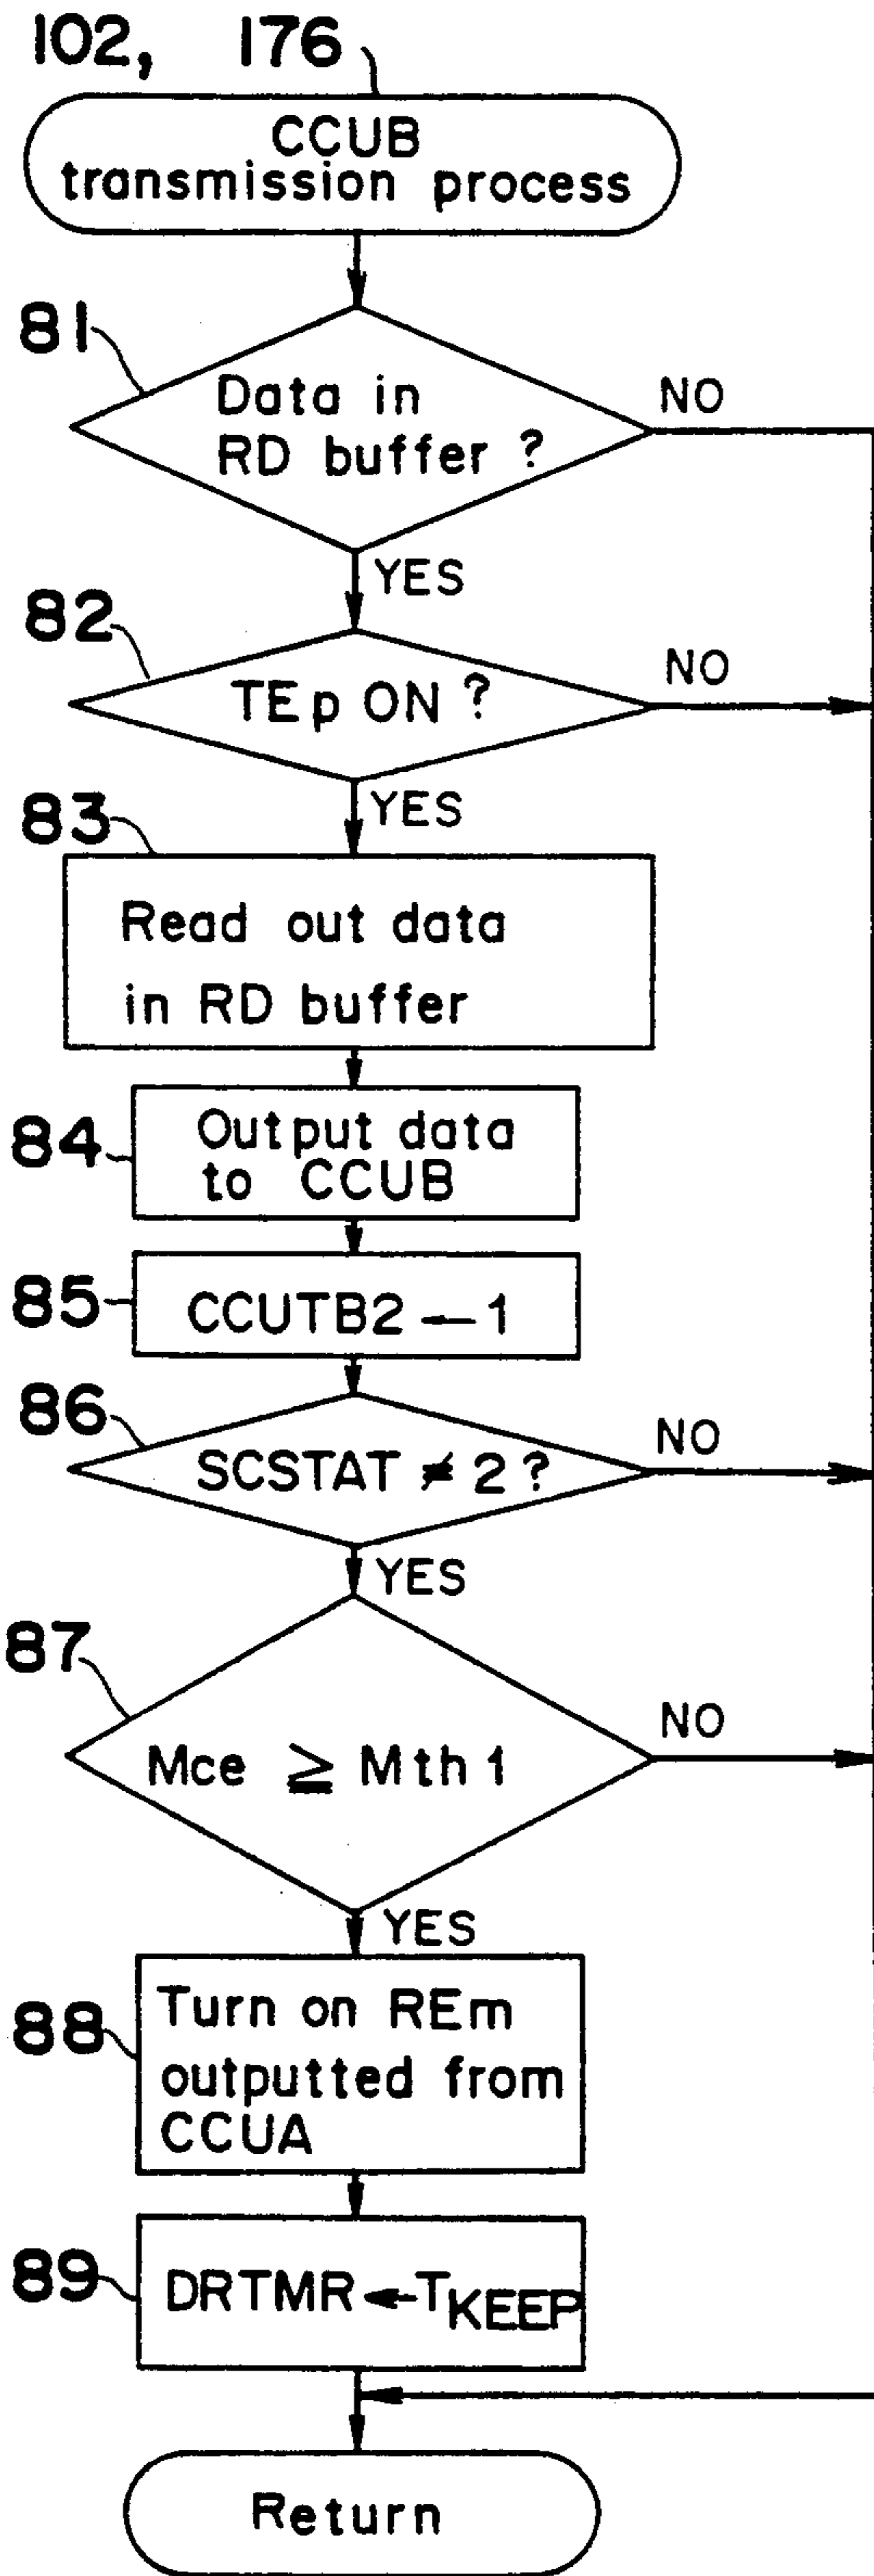 102, 176
CCUB
transmission process
81
Data in
RD buffer ?
NO
YES
82
TEp ON ?
NO
YES
83
Read out data
in RD buffer
84
Output data
to CCUB
85
CCUTB2 ← 1
86
SCSTAT ≠ 2 ?
NO
YES
87
Mce ≧ Mth1
NO
YES
88
Turn on REm
outputted from
CCUA
89
DRTMR ← TKEEP
Return